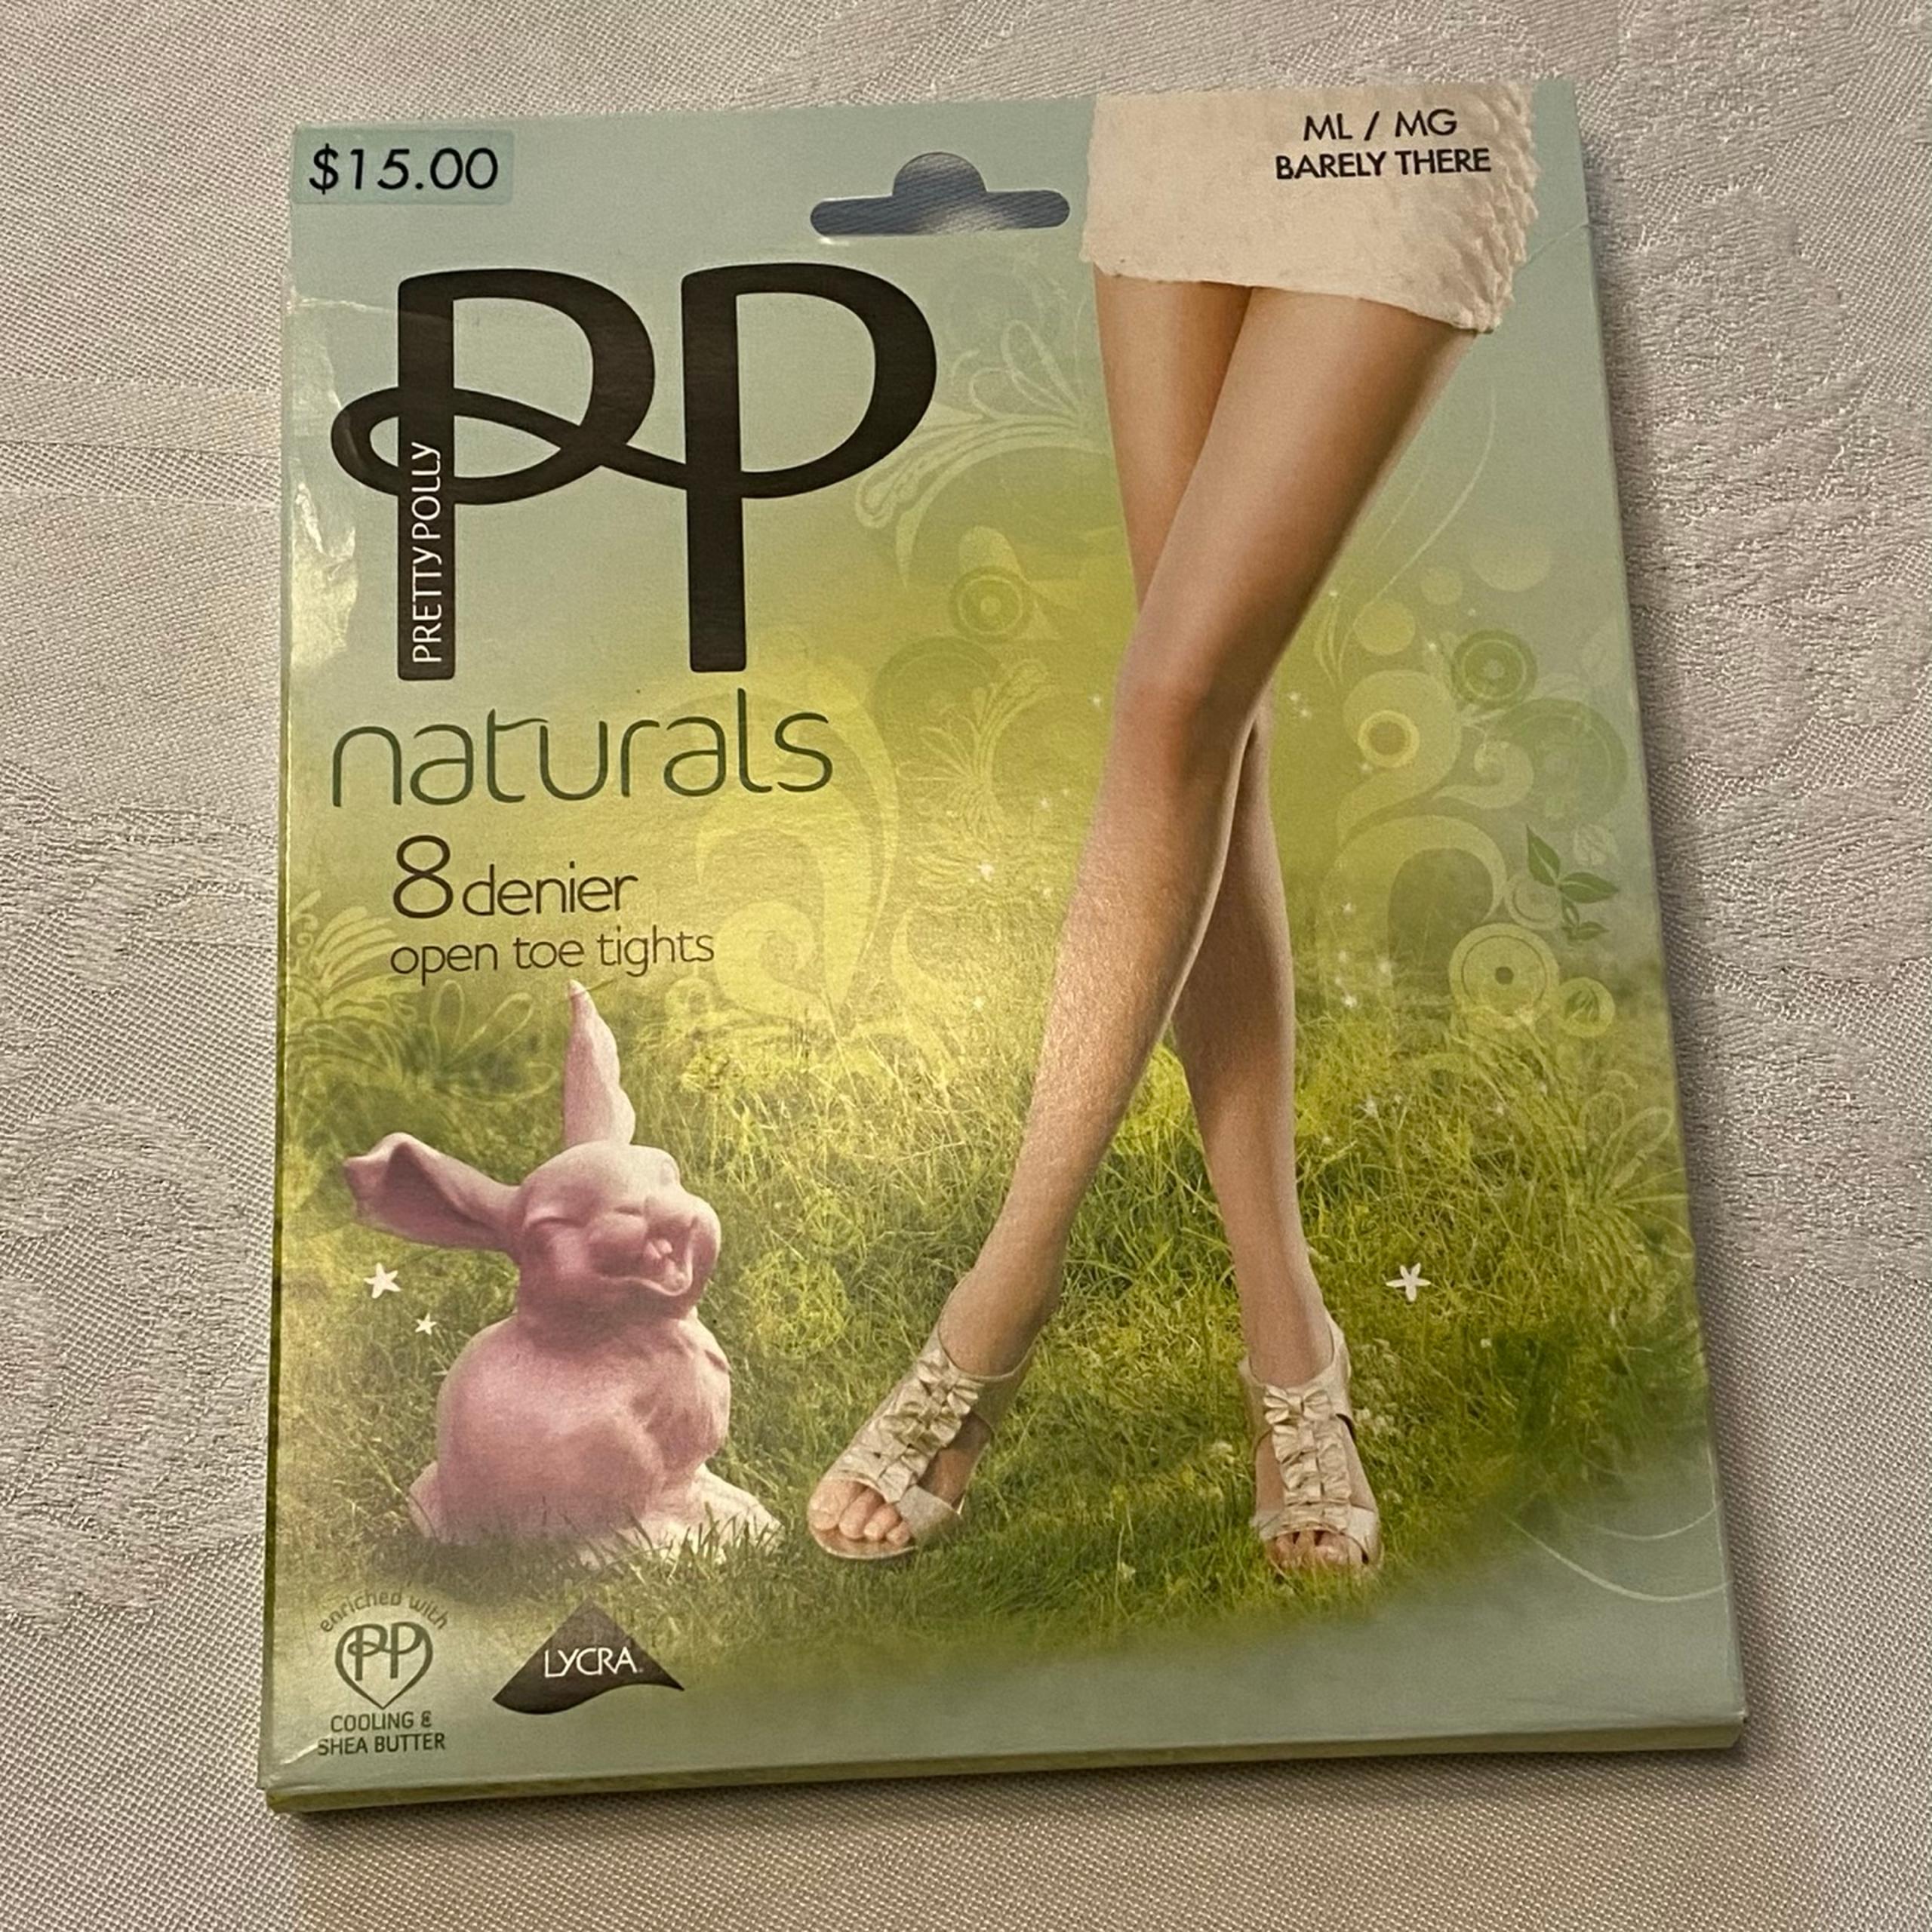 $15.00
ML / MG
BARELY THERE
PP
PRETTY POLLY
naturals
8 denier
open toe tights
enriched with
PP
COOLING &
SHEA BUTTER
LYCRA